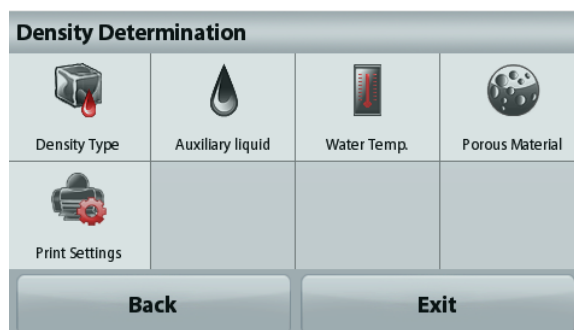 Density Determination
Density Type
Auxiliary liquid
Water Temp.
Porous Material
Print Settings
Back
Exit